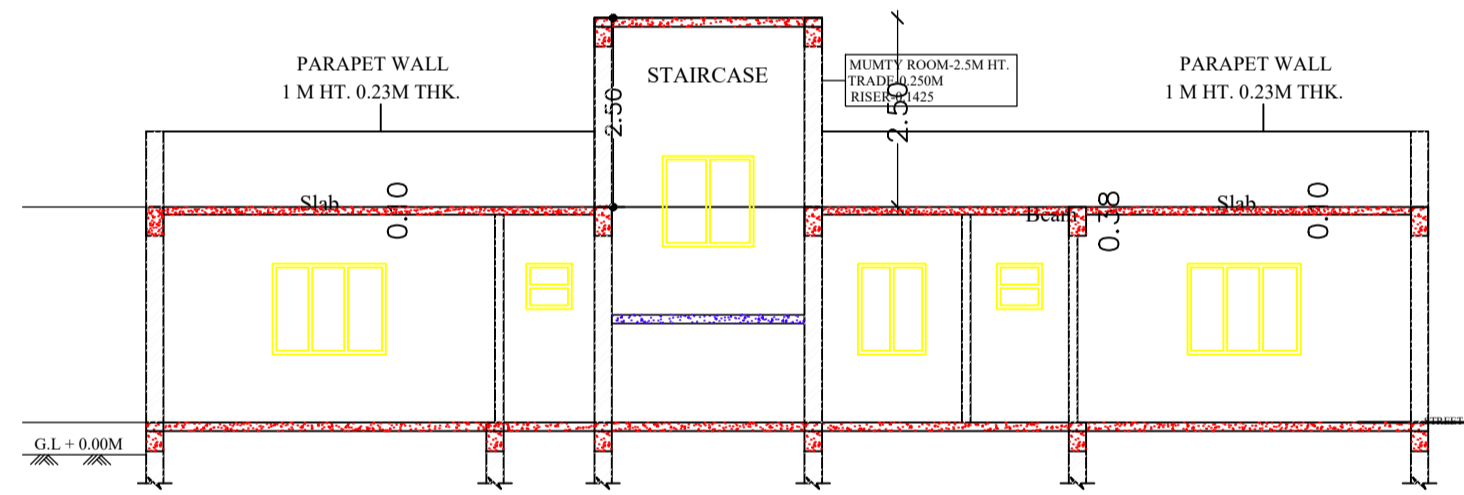 PARAPET WALL
1 M HT. 0.23M THK.
STAIRCASE
MUMTY ROOM-2.5M HT.
TRADE-0.250M
RISER-0.1425
PARAPET WALL
1 M HT. 0.23M THK.
2.50
2.50
Slab
0.10
Beam
0.38
Slab
0.10
STREET
G.L + 0.00M